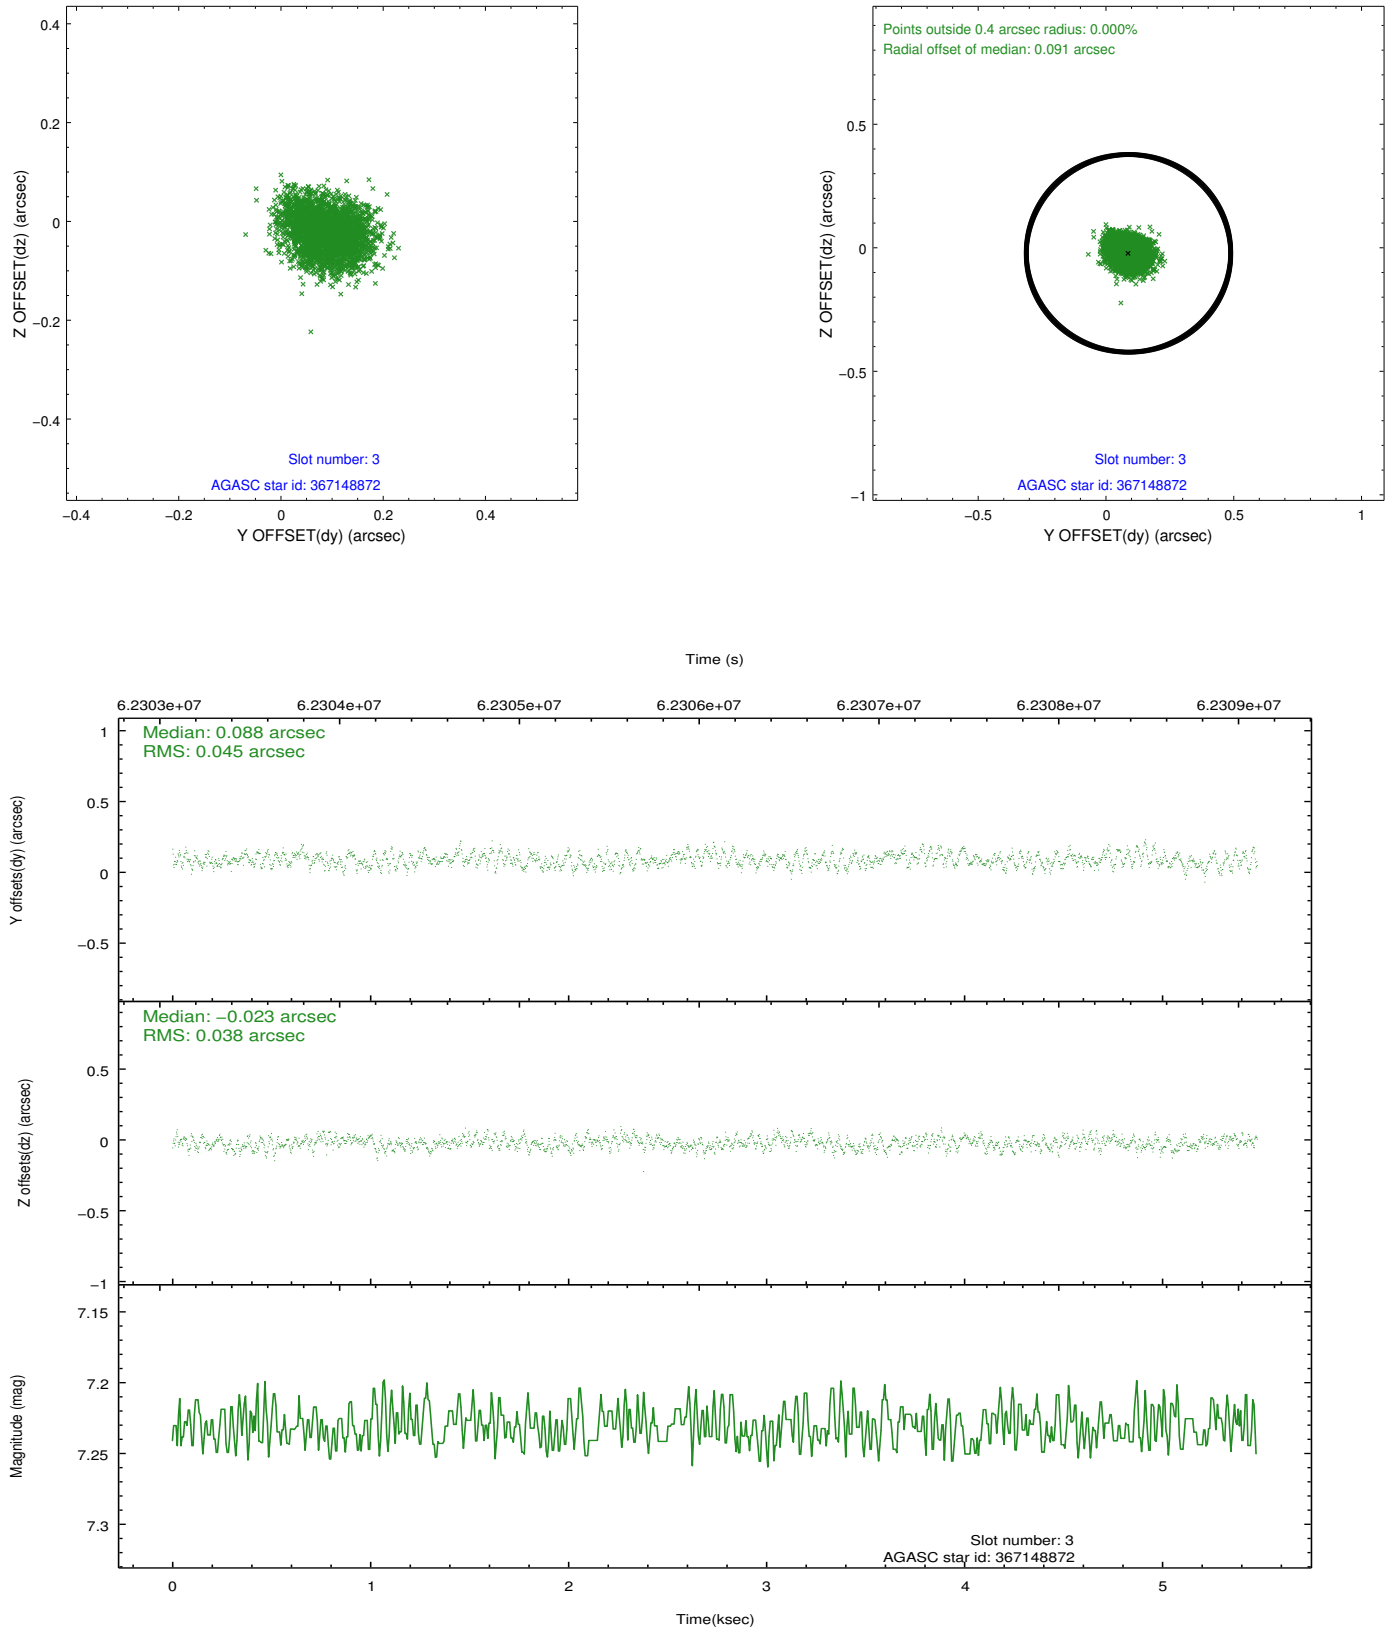 0.4
0.2
0
−0.2
−0.4
Z OFFSET(dz) (arcsec)
Slot number: 3
AGASC star id: 367148872
−0.4
−0.2
0
0.2
0.4
Y OFFSET(dy) (arcsec)
Points outside 0.4 arcsec radius: 0.000%
Radial offset of median: 0.091 arcsec
0.5
0
−0.5
−1
Z OFFSET(dz) (arcsec)
Slot number: 3
AGASC star id: 367148872
−0.5
0
0.5
1
Y OFFSET(dy) (arcsec)
Time (s)
6.2303e+07
6.2304e+07
6.2305e+07
6.2306e+07
6.2307e+07
6.2308e+07
6.2309e+07
Median: 0.088 arcsec
RMS: 0.045 arcsec
1
0.5
0
−0.5
Y offsets(dy) (arcsec)
Median: −0.023 arcsec
RMS: 0.038 arcsec
0.5
0
−0.5
−1
Z offsets(dz) (arcsec)
7.15
7.2
7.25
7.3
Magnitude (mag)
Slot number: 3
AGASC star id: 367148872
0
1
2
3
4
5
Time(ksec)